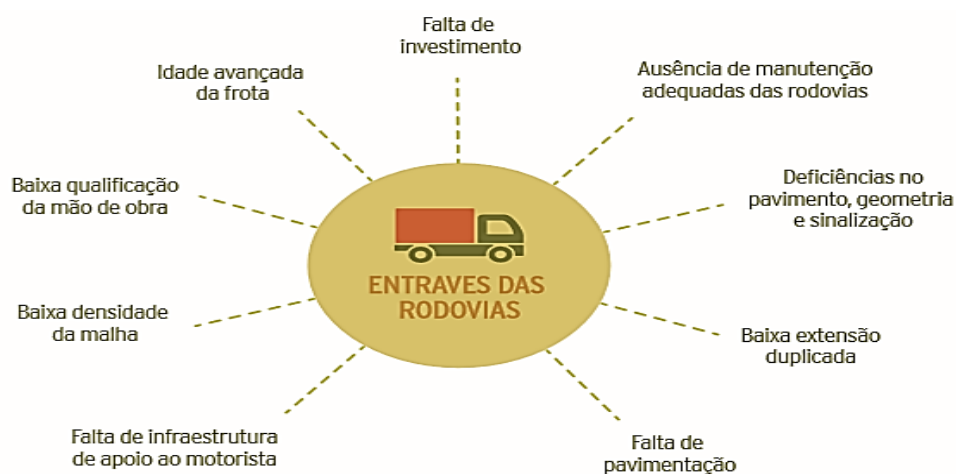 Falta de
investimento
Ausência de manutenção
adequadas das rodovias
Deficiências no
pavimento, geometria
e sinalização
Baixa extensão
duplicada
Falta de
pavimentação
Falta de infraestrutura
de apoio ao motorista
Baixa densidade
da malha
Baixa qualificação
da mão de obra
Idade avançada
da frota
ENTRAVES DAS
RODOVIAS